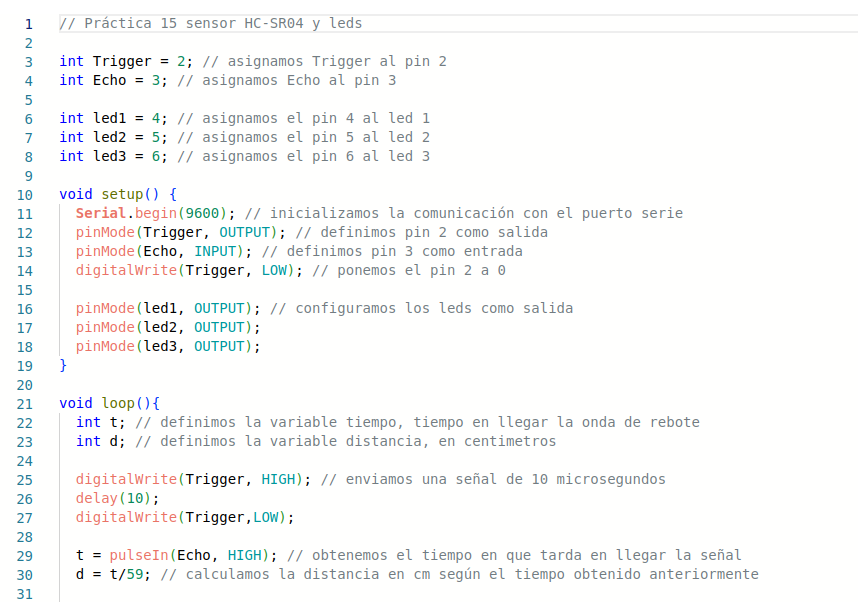 1 // Práctica 15 sensor HC-SR04 y leds
2
3 int Trigger = 2; // asignamos Trigger al pin 2
4 int Echo = 3; // asignamos Echo al pin 3
5
6 int led1 = 4; // asignamos el pin 4 al led 1
7 int led2 = 5; // asignamos el pin 5 al led 2
8 int led3 = 6; // asignamos el pin 6 al led 3
9
10 void setup() {
11 Serial.begin(9600); // inicializamos la comunicación con el puerto serie
12 pinMode(Trigger, OUTPUT); // definimos pin 2 como salida
13 pinMode(Echo, INPUT); // definimos pin 3 como entrada
14 digitalWrite(Trigger, LOW); // ponemos el pin 2 a 0
15
16 pinMode(led1, OUTPUT); // configuramos los leds como salida
17 pinMode(led2, OUTPUT);
18 pinMode(led3, OUTPUT);
19 }
20
21 void loop(){
22 int t; // definimos la variable tiempo, tiempo en llegar la onda de rebote
23 int d; // definimos la variable distancia, en centimetros
24
25 digitalWrite(Trigger, HIGH); // enviamos una señal de 10 microsegundos
26 delay(10);
27 digitalWrite(Trigger,LOW);
28
29 t = pulseIn(Echo, HIGH); // obtenemos el tiempo en que tarda en llegar la señal
30 d = t/59; // calculamos la distancia en cm según el tiempo obtenido anteriormente
31